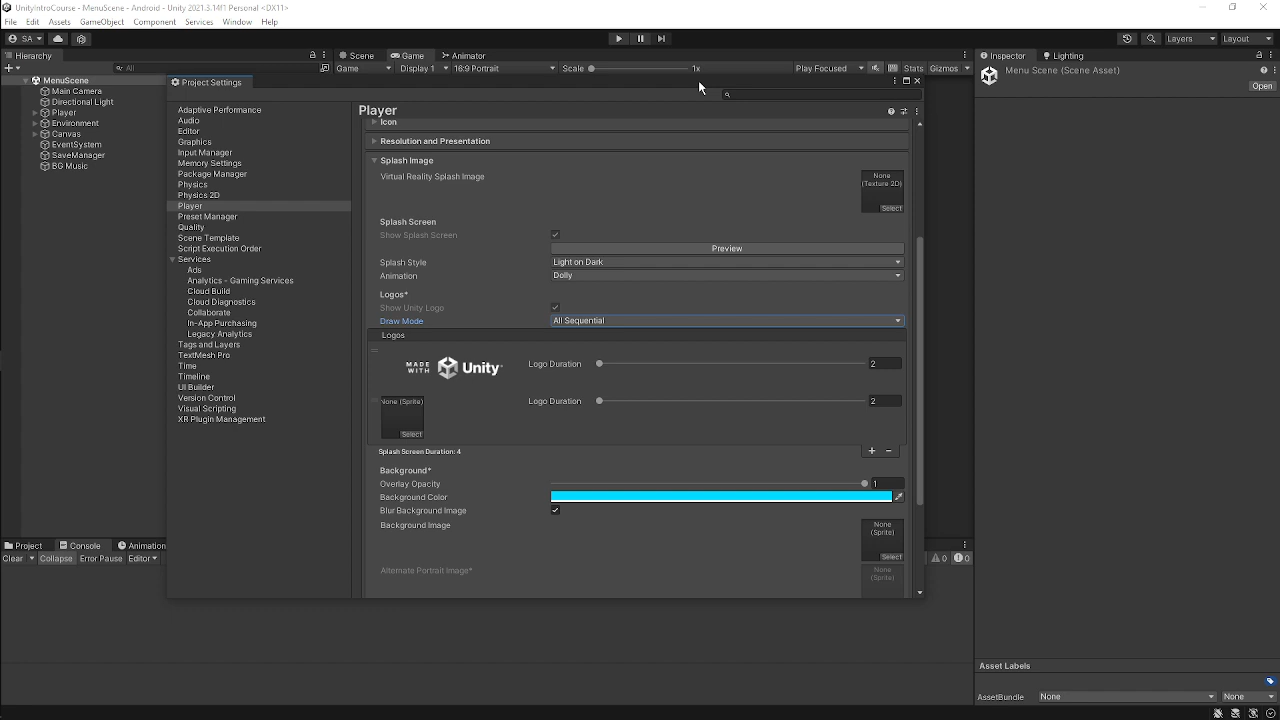 UnityIntroCourse - MenuScene - Android - Unity 2021.3.14f1 Personal <DX11>
File Edit Assets GameObject Component Services Window Help
SA Layers Layout
Hierarchy Scene Game Animator Inspector Lighting
All Game Display 1 16:9 Portrait Scale 1x Play Focused Stats Gizmos
Menu Scene (Scene Asset)
Open
MenuScene
Main Camera
Directional Light
Player
Environment
Canvas
EventSystem
SaveManager
BG Music
Project Settings
Adaptive Performance
Audio
Editor
Graphics
Input Manager
Memory Settings
Package Manager
Physics
Physics 2D
Player
Preset Manager
Quality
Scene Template
Script Execution Order
Services
Ads
Analytics - Gaming Services
Cloud Build
Cloud Diagnostics
Collaborate
In-App Purchasing
Legacy Analytics
Tags and Layers
TextMesh Pro
Time
Timeline
UI Builder
Version Control
Visual Scripting
XR Plugin Management
Player
Icon
Resolution and Presentation
Splash Image
Virtual Reality Splash Image
None
(Texture 2D)
Select
Splash Screen
Show Splash Screen
Preview
Splash Style Light on Dark
Animation Dolly
Logos*
Show Unity Logo
Draw Mode All Sequential
Logos
MADE WITH Unity Logo Duration 2
None (Sprite) Logo Duration 2
Select
Splash Screen Duration: 4
Background*
Overlay Opacity 1
Background Color
Blur Background Image
Background Image
None
(Sprite)
Select
Alternate Portrait Image*
None
(Sprite)
Project Console Animation
Clear Collapse Error Pause Editor 0 0
Asset Labels
AssetBundle None None